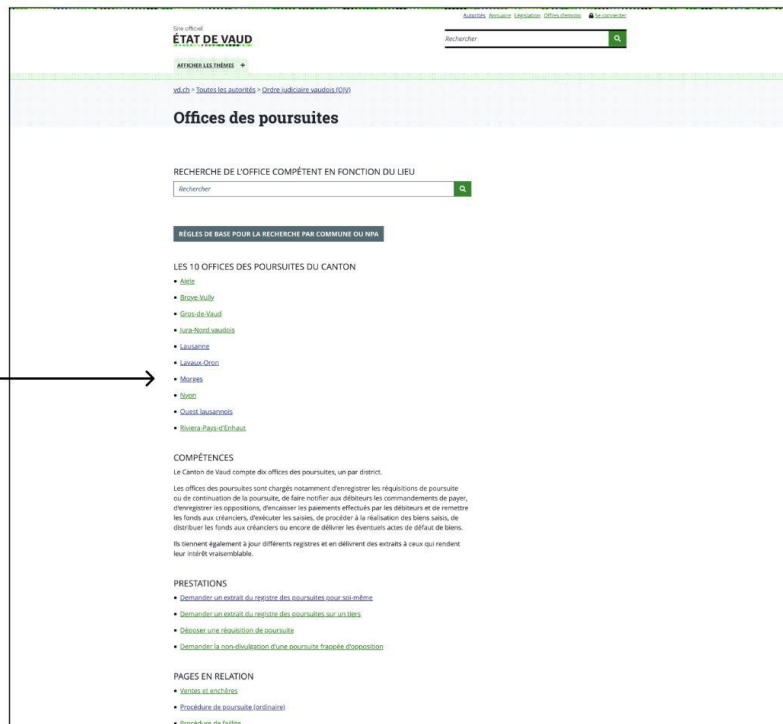 Autorités Annuaire Législation Offres d'emploi Se connecter
Site officiel
ÉTAT DE VAUD
Rechercher
AFFICHER LES THÈMES
vd.ch > Toutes les autorités > Ordre judiciaire vaudois (OJV)
Offices des poursuites
RECHERCHE DE L'OFFICE COMPÉTENT EN FONCTION DU LIEU
Rechercher
RÈGLES DE BASE POUR LA RECHERCHE PAR COMMUNE OU NPA
LES 10 OFFICES DES POURSUITES DU CANTON
Aigle
Broye-Vully
Gros-de-Vaud
Jura-Nord vaudois
Lausanne
Lavaux-Oron
Morges
Nyon
Ouest lausannois
Riviera-Pays-d'Enhaut
COMPÉTENCES
Le Canton de Vaud compte dix offices des poursuites, un par district.
Les offices des poursuites sont chargés notamment d'enregistrer les réquisitions de poursuite
ou de continuation de la poursuite, de faire notifier aux débiteurs les commandements de payer,
d'enregistrer les oppositions, d'encaisser les paiements effectués par les débiteurs et de remettre
les fonds aux créanciers, d'exécuter les saisies, de procéder à la réalisation des biens saisis, de
distribuer les fonds aux créanciers ou encore de délivrer les éventuels actes de défaut de biens.
Ils tiennent également à jour différents registres et en délivrent des extraits à ceux qui rendent
leur intérêt vraisemblable.
PRESTATIONS
Demander un extrait du registre des poursuites pour soi-même
Demander un extrait du registre des poursuites sur un tiers
Déposer une réquisition de poursuite
Demander la non-divulgation d'une poursuite frappée d'opposition
PAGES EN RELATION
Ventes et enchères
Procédure de poursuite (ordinaire)
Procédure de faillite